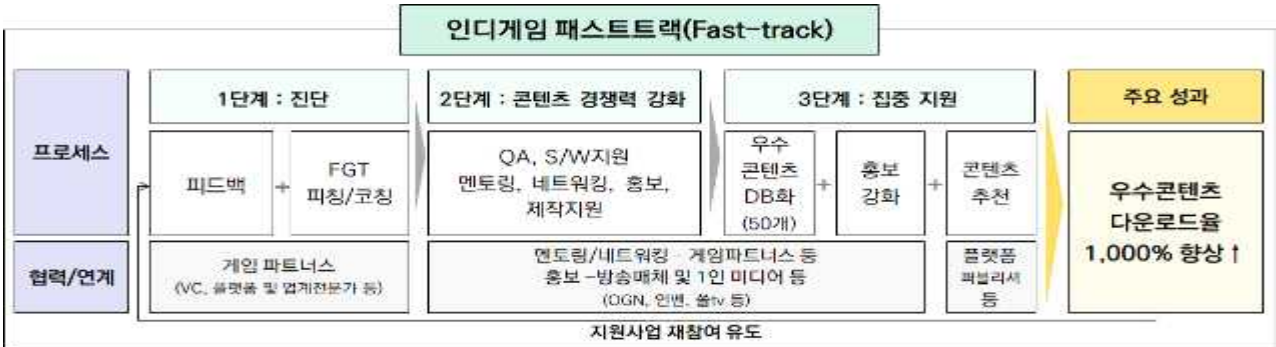 인디게임 패스트트랙(Fast-track)
프로세스
1단계 : 진단
2단계 : 콘텐츠 경쟁력 강화
3단계 : 집중 지원
주요 성과
피드백
+
FGT
피칭/코칭
QA, S/W지원
멘토링, 네트워킹, 홍보,
제작지원
우수
콘텐츠
DB화
(50개)
+
홍보
강화
+
콘텐츠
추천
우수콘텐츠
다운로드율
1,000% 향상↑
협력/연계
게임 파트너스
(VC, 플랫폼 및 업계전문가 등)
멘토링/네트워킹 - 게임파트너스 등
홍보 -방송매체 및 1인 미디어 등
(OGN, 인벤, 쏠tv 등)
플랫폼
퍼블리셔
등
지원사업 재참여 유도